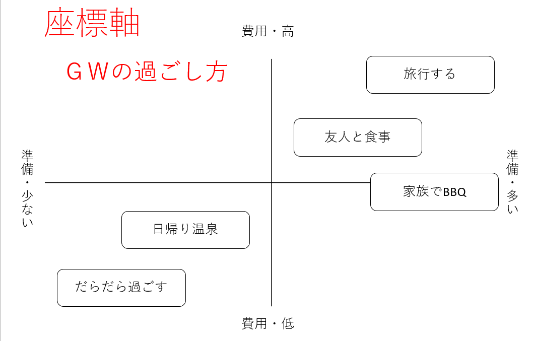 座標軸
ＧＷの過ごし方
費用・高
旅行する
友人と食事
準備・少ない
準備・多い
家族でBBQ
日帰り温泉
だらだら過ごす
費用・低